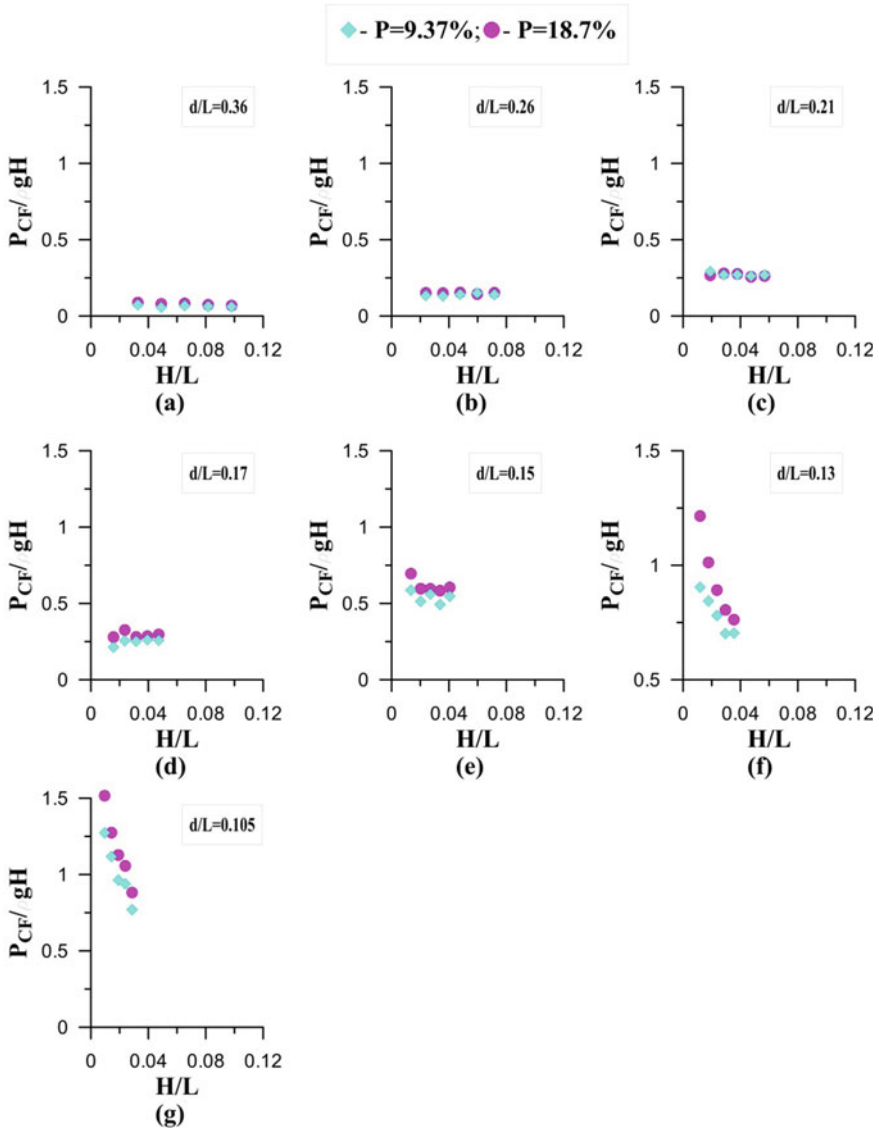 - P=9.37%; - P=18.7%
1.5
1
0.5
0
PCF/gH
d/L=0.36
0 0.04 0.08 0.12
H/L
(a)
1.5
1
0.5
0
PCF/gH
d/L=0.26
0 0.04 0.08 0.12
H/L
(b)
1.5
1
0.5
0
PCF/gH
d/L=0.21
0 0.04 0.08 0.12
H/L
(c)
1.5
1
0.5
0
PCF/gH
d/L=0.17
0 0.04 0.08 0.12
H/L
(d)
1.5
1
0.5
0
PCF/gH
d/L=0.15
0 0.04 0.08 0.12
H/L
(e)
1.5
1
0.5
PCF/gH
d/L=0.13
0 0.04 0.08 0.12
H/L
(f)
1.5
1
0.5
0
PCF/gH
d/L=0.105
0 0.04 0.08 0.12
H/L
(g)